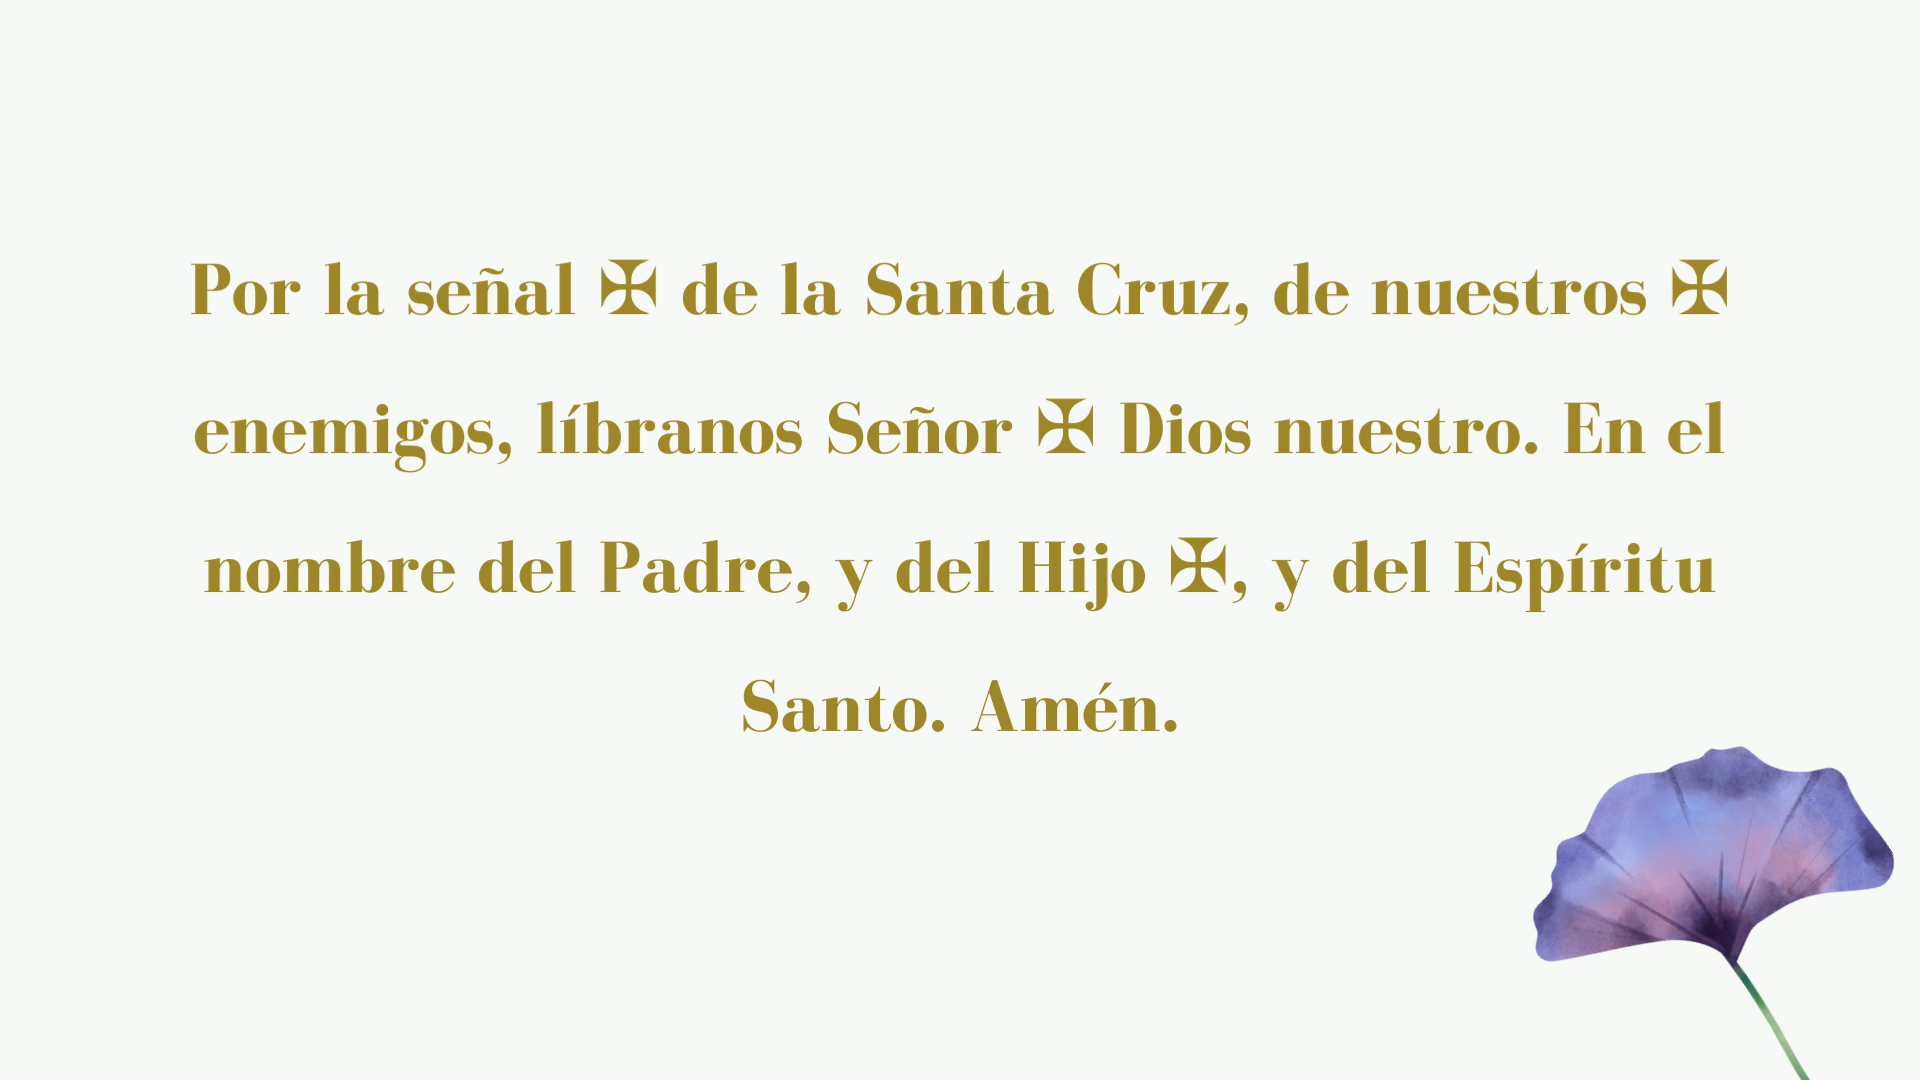 Por la señal ✠ de la Santa Cruz, de nuestros ✠
enemigos, líbranos Señor ✠ Dios nuestro. En el
nombre del Padre, y del Hijo ✠, y del Espíritu
Santo. Amén.